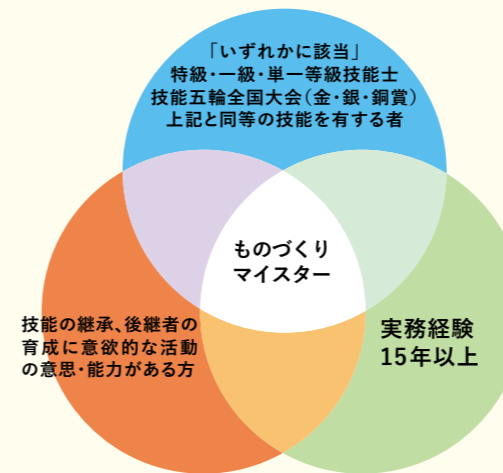 「いずれかに該当」
特級・一級・単一等級技能士
技能五輪全国大会(金・銀・銅賞)
上記と同等の技能を有する者
ものづくり
マイスター
技能の継承、後継者の
育成に意欲的な活動
の意思・能力がある方
実務経験
15年以上